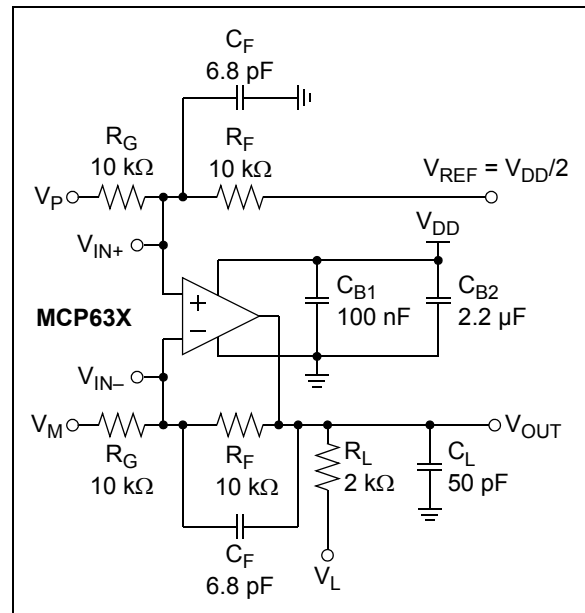 C_F
6.8 pF
R_G
10 kΩ
R_F
10 kΩ
V_REF = V_DD/2
V_P
V_DD
V_IN+
C_B1
100 nF
C_B2
2.2 µF
+
MCP63X
−
V_IN–
V_M
V_OUT
R_G
10 kΩ
R_F
10 kΩ
R_L
2 kΩ
C_L
50 pF
C_F
6.8 pF
V_L